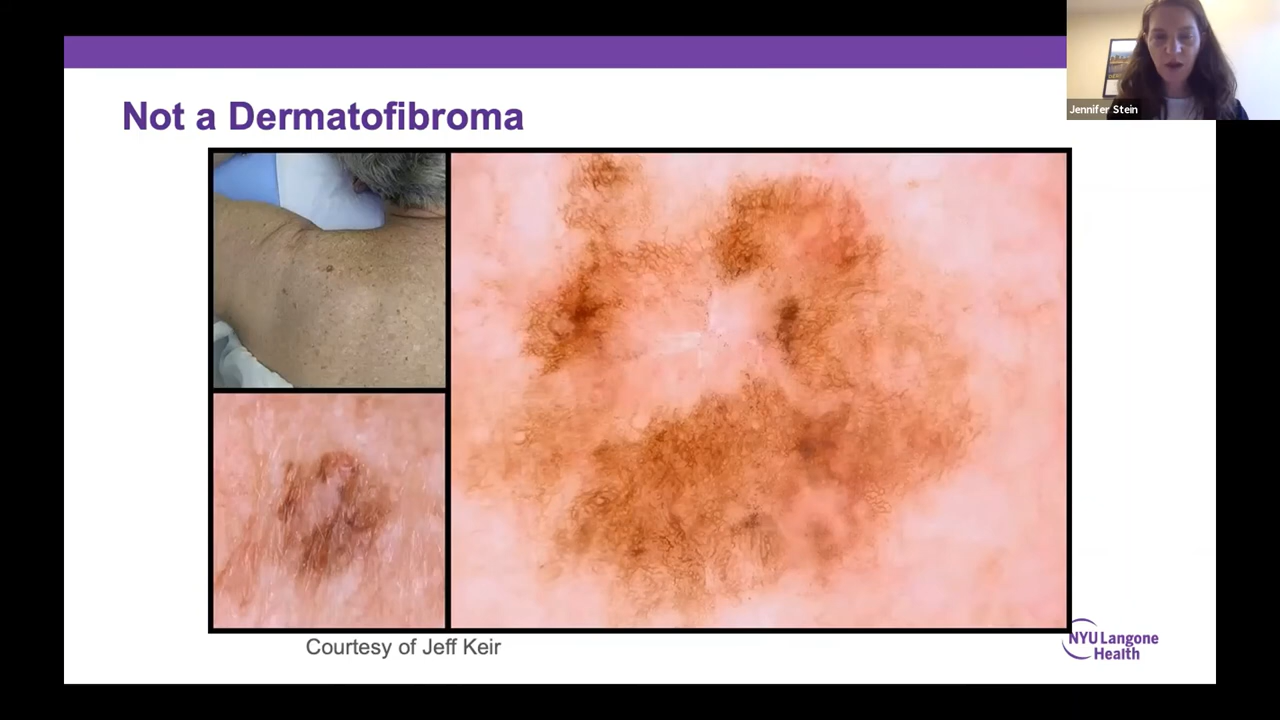 Jennifer Stein
Not a Dermatofibroma
Courtesy of Jeff Keir
NYU Langone
Health